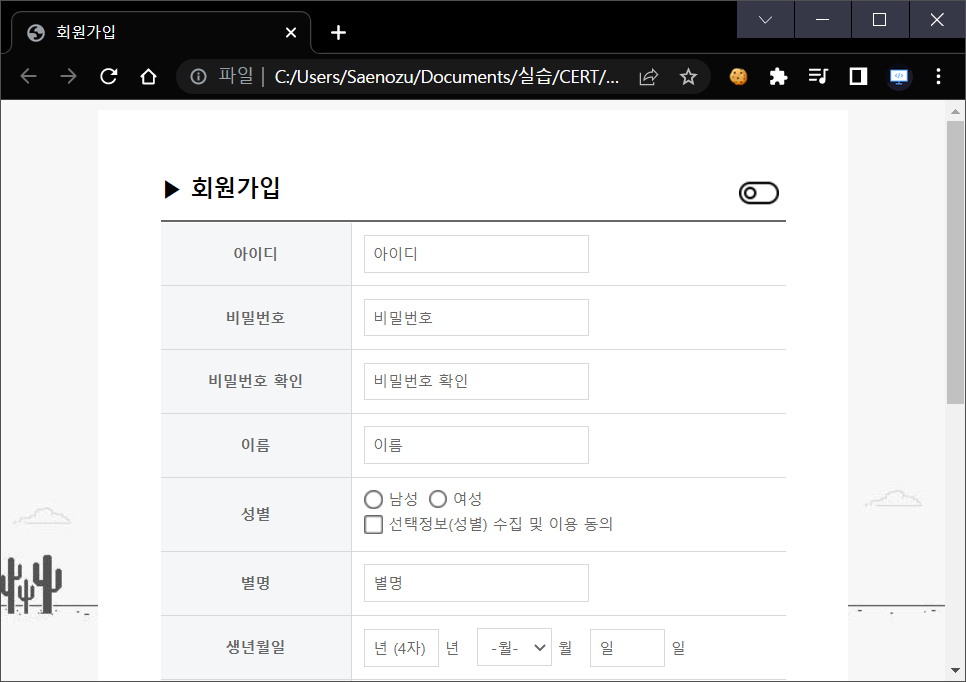 회원가입
파일 | C:/Users/Saenozu/Documents/실습/CERT/...
▶ 회원가입
아이디 아이디
비밀번호 비밀번호
비밀번호 확인 비밀번호 확인
이름 이름
성별 남성 여성
선택정보(성별) 수집 및 이용 동의
별명 별명
생년월일 년 (4자) 년 -월- 월 일 일